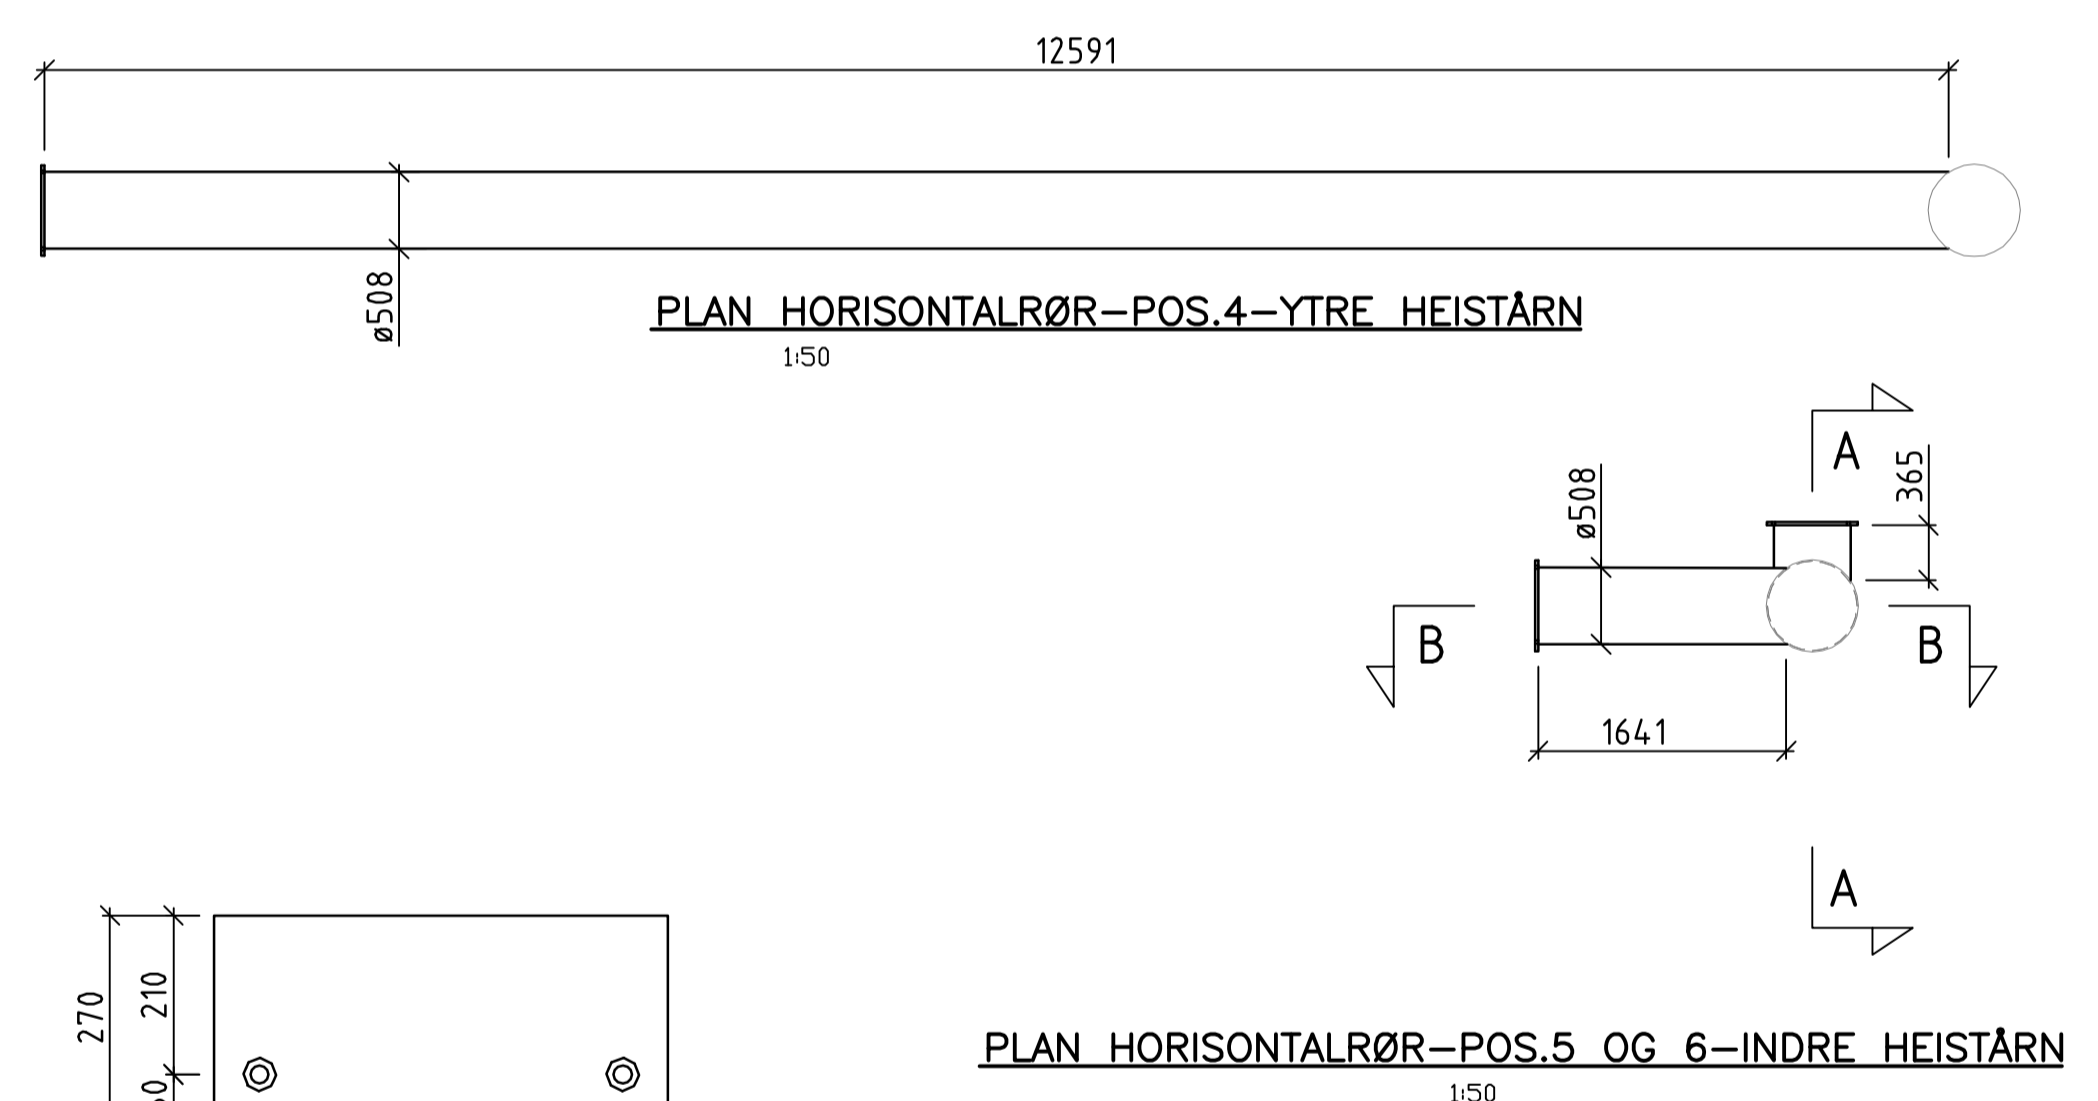 12591
ø508
PLAN HORISONTALRØR–POS.4–YTRE HEISTÅRN
1:50
A
365
ø508
B
B
1641
A
270
210
PLAN HORISONTALRØR–POS.5 OG 6–INDRE HEISTÅRN
1:50